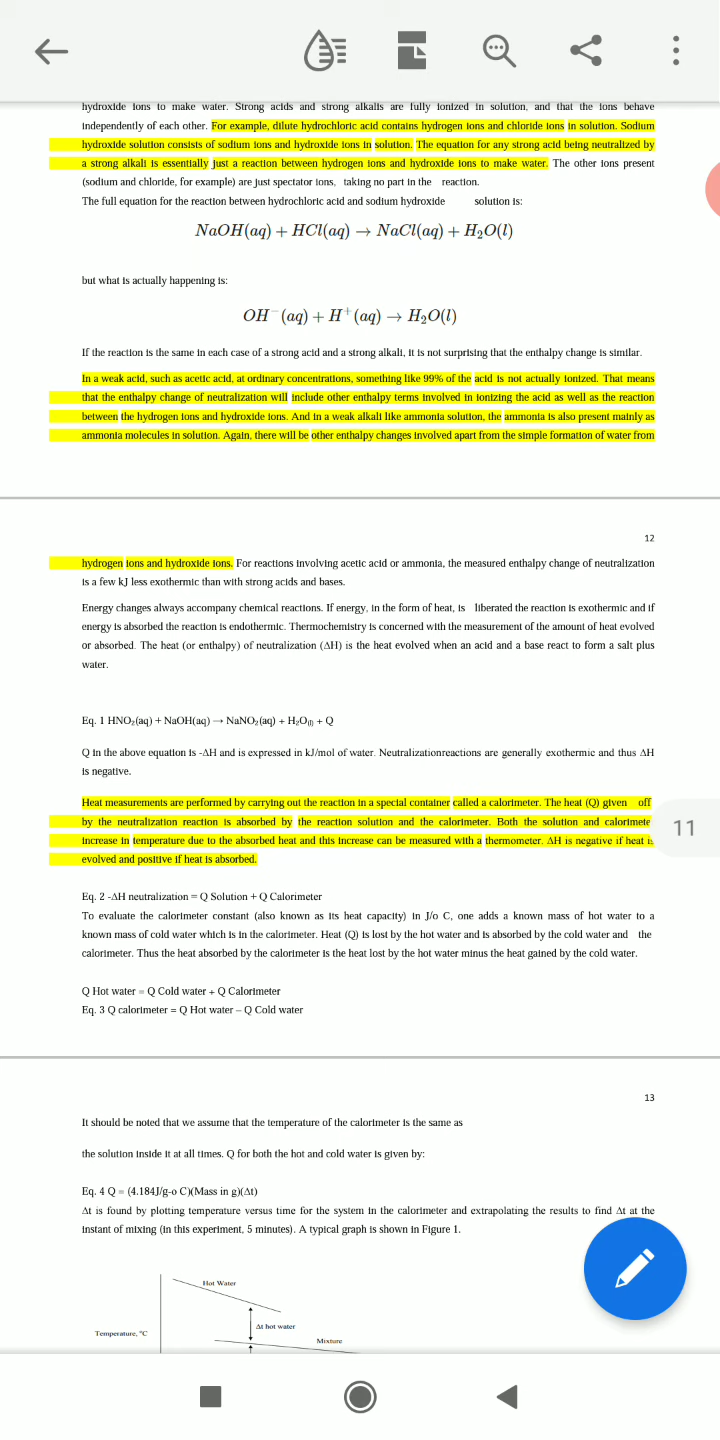 hydroxide ions to make water. Strong acids and strong alkalis are fully ionized in solution, and that the ions behave
independently of each other. For example, dilute hydrochloric acid contains hydrogen ions and chloride ions in solution. Sodium
hydroxide solution consists of sodium ions and hydroxide ions in solution. The equation for any strong acid being neutralized by
a strong alkali is essentially just a reaction between hydrogen ions and hydroxide ions to make water. The other ions present
(sodium and chloride, for example) are just spectator ions, taking no part in the reaction.
The full equation for the reaction between hydrochloric acid and sodium hydroxide solution is:
NaOH(aq) + HCl(aq) → NaCl(aq) + H₂O(l)
but what is actually happening is:
OH⁻(aq) + H⁺(aq) → H₂O(l)
If the reaction is the same in each case of a strong acid and a strong alkali, it is not surprising that the enthalpy change is similar.
In a weak acid, such as acetic acid, at ordinary concentrations, something like 99% of the acid is not actually ionized. That means
that the enthalpy change of neutralization will include other enthalpy terms involved in ionizing the acid as well as the reaction
between the hydrogen ions and hydroxide ions. And in a weak alkali like ammonia solution, the ammonia is also present mainly as
ammonia molecules in solution. Again, there will be other enthalpy changes involved apart from the simple formation of water from
12
hydrogen ions and hydroxide ions. For reactions involving acetic acid or ammonia, the measured enthalpy change of neutralization
is a few kJ less exothermic than with strong acids and bases.
Energy changes always accompany chemical reactions. If energy, in the form of heat, is liberated the reaction is exothermic and if
energy is absorbed the reaction is endothermic. Thermochemistry is concerned with the measurement of the amount of heat evolved
or absorbed. The heat (or enthalpy) of neutralization (ΔH) is the heat evolved when an acid and a base react to form a salt plus
water.
Eq. 1 HNO₂(aq) + NaOH(aq) → NaNO₂(aq) + H₂O₍ₗ₎ + Q
Q in the above equation is -ΔH and is expressed in kJ/mol of water. Neutralizationreactions are generally exothermic and thus ΔH
is negative.
Heat measurements are performed by carrying out the reaction in a special container called a calorimeter. The heat (Q) given off
by the neutralization reaction is absorbed by the reaction solution and the calorimeter. Both the solution and calorimete
increase in temperature due to the absorbed heat and this increase can be measured with a thermometer. ΔH is negative if heat is
evolved and positive if heat is absorbed.
11
Eq. 2 -ΔH neutralization = Q Solution + Q Calorimeter
To evaluate the calorimeter constant (also known as its heat capacity) in J/o C, one adds a known mass of hot water to a
known mass of cold water which is in the calorimeter. Heat (Q) is lost by the hot water and is absorbed by the cold water and the
calorimeter. Thus the heat absorbed by the calorimeter is the heat lost by the hot water minus the heat gained by the cold water.
Q Hot water = Q Cold water + Q Calorimeter
Eq. 3 Q calorimeter = Q Hot water – Q Cold water
13
It should be noted that we assume that the temperature of the calorimeter is the same as
the solution inside it at all times. Q for both the hot and cold water is given by:
Eq. 4 Q = (4.184J/g-o C)(Mass in g)(Δt)
Δt is found by plotting temperature versus time for the system in the calorimeter and extrapolating the results to find Δt at the
instant of mixing (in this experiment, 5 minutes). A typical graph is shown in Figure 1.
Hot Water
Δt hot water
Temperature, °C
Mixture